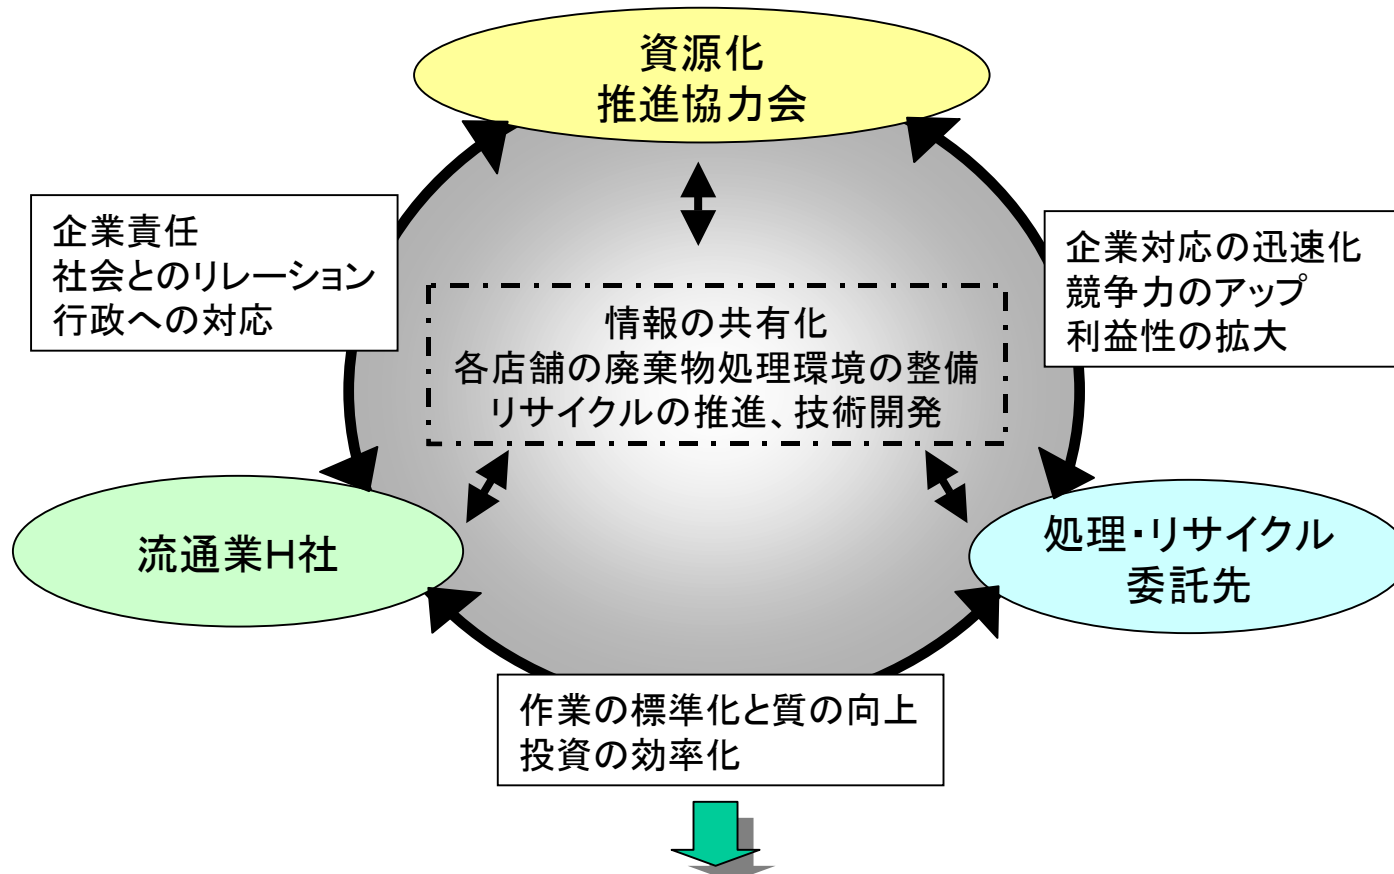 資源化
推進協力会
企業責任
社会とのリレーション
行政への対応
企業対応の迅速化
競争力のアップ
利益性の拡大
情報の共有化
各店舗の廃棄物処理環境の整備
リサイクルの推進、技術開発
流通業H社
処理・リサイクル
委託先
作業の標準化と質の向上
投資の効率化